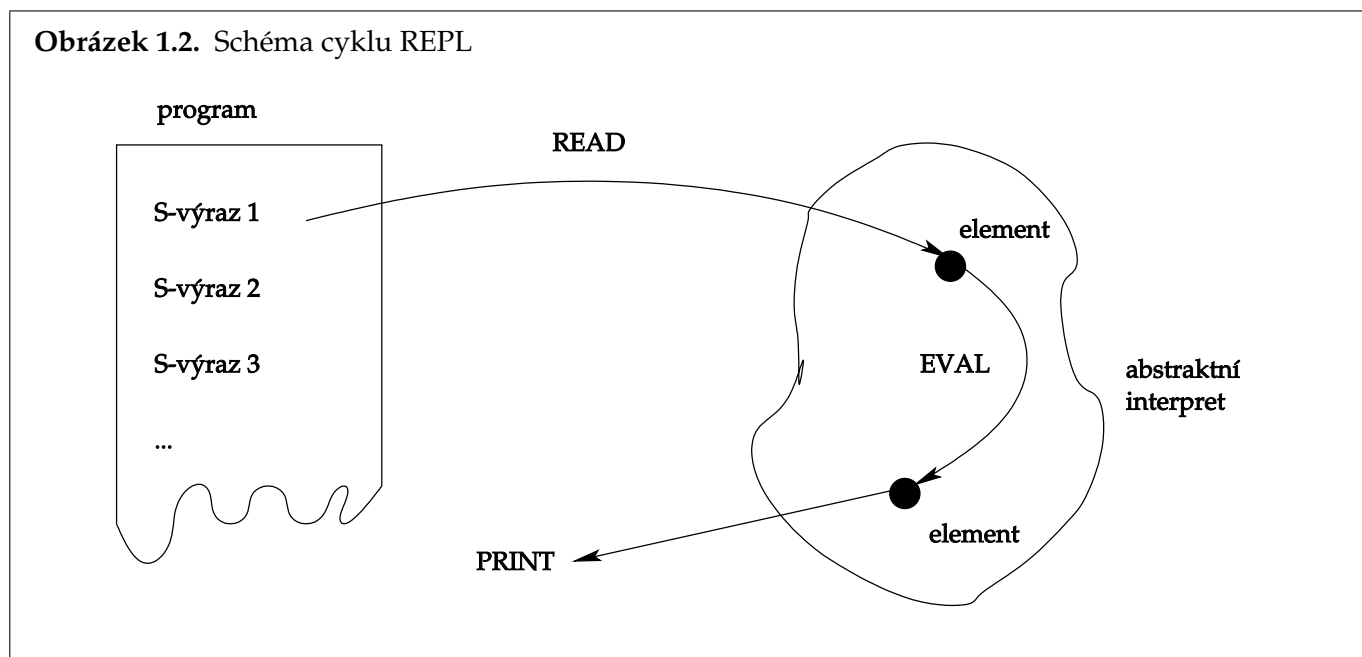 Obrázek 1.2. Schéma cyklu REPL
program
READ
S-výraz 1
element
S-výraz 2
S-výraz 3
EVAL
abstraktní
interpret
...
element
PRINT